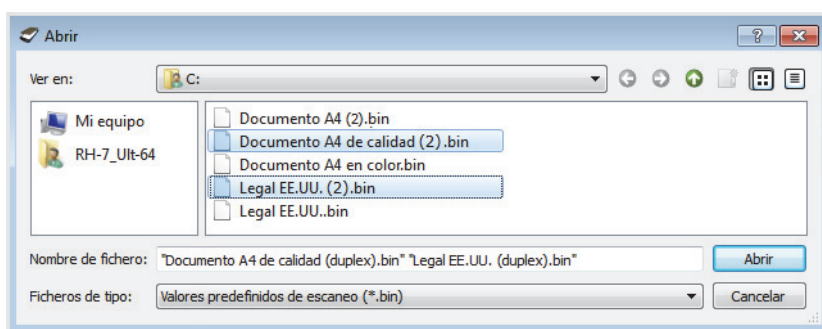 Abrir
Ver en:
C:
Mi equipo
RH-7_Ult-64
Documento A4 (2).bin
Documento A4 de calidad (2).bin
Documento A4 en color.bin
Legal EE.UU. (2).bin
Legal EE.UU..bin
Nombre de fichero: "Documento A4 de calidad (duplex).bin" "Legal EE.UU. (duplex).bin" Abrir
Ficheros de tipo: Valores predefinidos de escaneo (*.bin) Cancelar